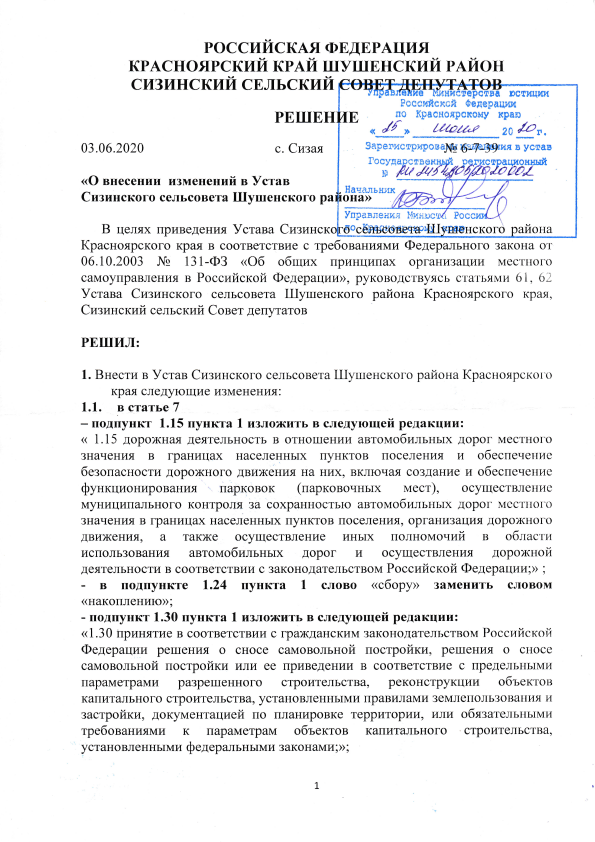 РОССИЙСКАЯ ФЕДЕРАЦИЯ
КРАСНОЯРСКИЙ КРАЙ ШУШЕНСКИЙ РАЙОН
СИЗИНСКИЙ СЕЛЬСКИЙ СОВЕТ ДЕПУТАТОВ
Управление Министерства юстиции
Российской Федерации
по Красноярскому краю
« 25 » июня 2020 г.
Зарегистрированы изменения в устав
Государственный регистрационный
№
Начальник
Управления Минюста России
по Красноярскому краю
РЕШЕНИЕ
03.06.2020 с. Сизая № 6-7-39
«О внесении изменений в Устав
Сизинского сельсовета Шушенского района»
В целях приведения Устава Сизинского сельсовета Шушенского района
Красноярского края в соответствие с требованиями Федерального закона от
06.10.2003 № 131-ФЗ «Об общих принципах организации местного
самоуправления в Российской Федерации», руководствуясь статьями 61, 62
Устава Сизинского сельсовета Шушенского района Красноярского края,
Сизинский сельский Совет депутатов
РЕШИЛ:
1. Внести в Устав Сизинского сельсовета Шушенского района Красноярского
края следующие изменения:
1.1. в статье 7
– подпункт 1.15 пункта 1 изложить в следующей редакции:
« 1.15 дорожная деятельность в отношении автомобильных дорог местного
значения в границах населенных пунктов поселения и обеспечение
безопасности дорожного движения на них, включая создание и обеспечение
функционирования парковок (парковочных мест), осуществление
муниципального контроля за сохранностью автомобильных дорог местного
значения в границах населенных пунктов поселения, организация дорожного
движения, а также осуществление иных полномочий в области
использования автомобильных дорог и осуществления дорожной
деятельности в соответствии с законодательством Российской Федерации;» ;
- в подпункте 1.24 пункта 1 слово «сбору» заменить словом
«накоплению»;
- подпункт 1.30 пункта 1 изложить в следующей редакции:
«1.30 принятие в соответствии с гражданским законодательством Российской
Федерации решения о сносе самовольной постройки, решения о сносе
самовольной постройки или ее приведении в соответствие с предельными
параметрами разрешенного строительства, реконструкции объектов
капитального строительства, установленными правилами землепользования и
застройки, документацией по планировке территории, или обязательными
требованиями к параметрам объектов капитального строительства,
установленными федеральными законами;»;
1